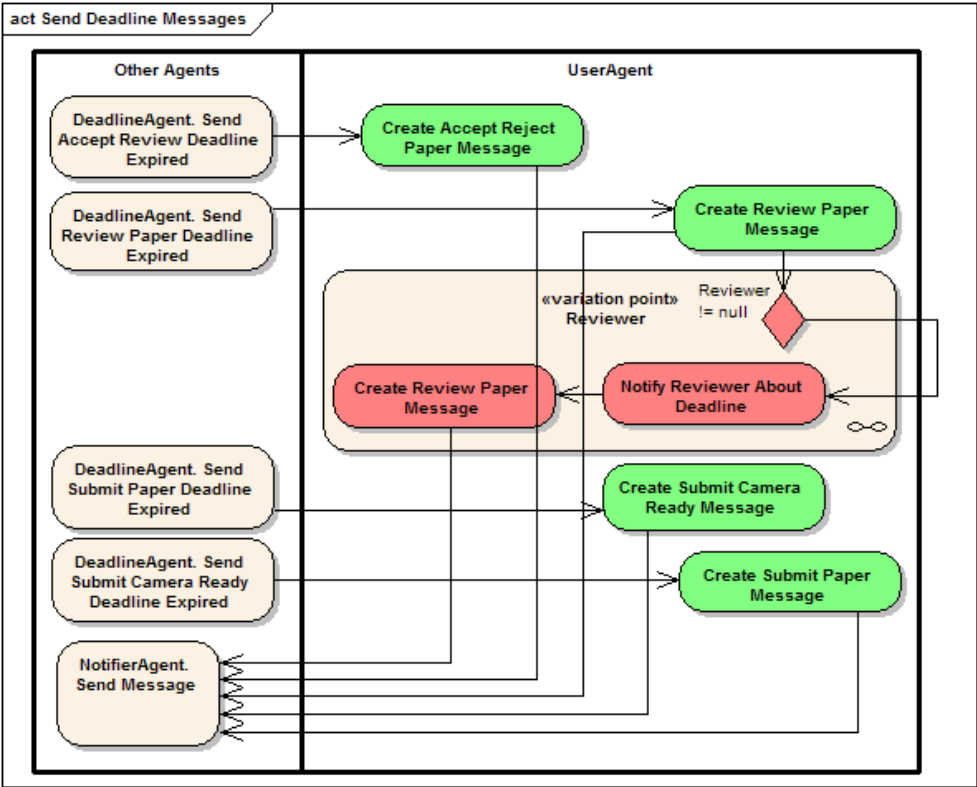 act Send Deadline Messages
Other Agents
UserAgent
DeadlineAgent. Send
Accept Review Deadline
Expired
Create Accept Reject
Paper Message
DeadlineAgent. Send
Review Paper Deadline
Expired
Create Review Paper
Message
«variation point»
Reviewer
Reviewer
!= null
Create Review Paper
Message
Notify Reviewer About
Deadline
DeadlineAgent. Send
Submit Paper Deadline
Expired
Create Submit Camera
Ready Message
DeadlineAgent. Send
Submit Camera Ready
Deadline Expired
Create Submit Paper
Message
NotifierAgent.
Send Message